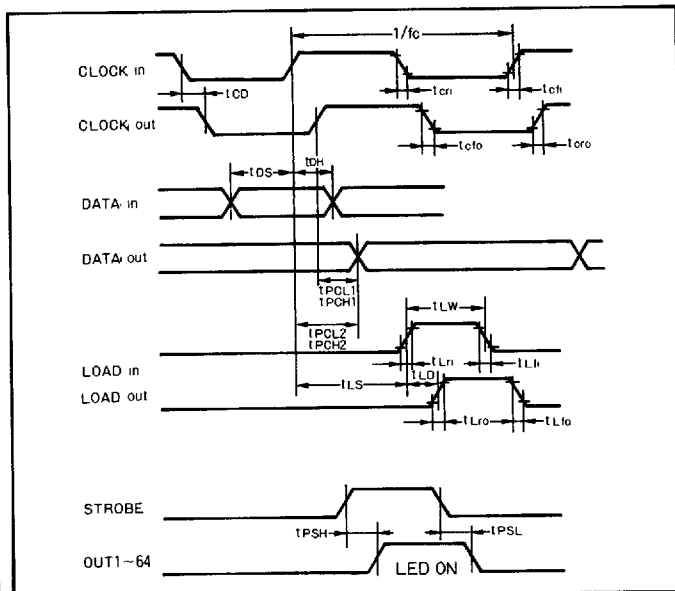 1/fc
CLOCK in
tCD
tcri
tcfi
CLOCK out
tcfo
tcro
tDS
tDH
DATA in
DATA out
tPCL1
tPCH1
tPCL2
tPCH2
tLW
LOAD in
tLri
tLD
tLfi
tLS
LOAD out
tLro
tLfo
STROBE
tPSH
tPSL
OUT1~64
LED ON